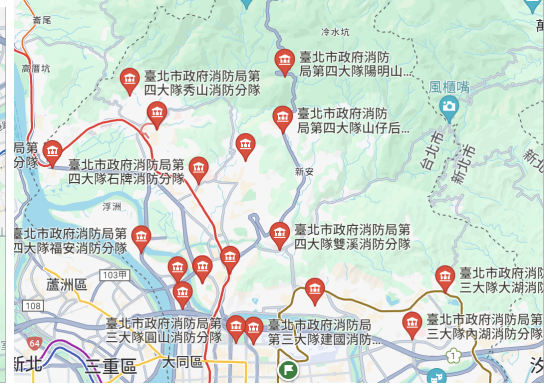 嵩尾
冷水坑
臺北市政府消防
局第四大隊陽明山...
高厝坑
臺北市政府消防局第
四大隊秀山消防分隊
風櫃嘴
臺北市政府消防
局第四大隊山仔后...
台北市
新北市
局第
分隊
臺北市政府消防局第
四大隊石牌消防分隊
新安
浮洲
臺北市政府消防局第
四大隊福安消防分隊
臺北市政府消防局第
四大隊雙溪消防分隊
103甲
蘆洲區
臺北市政府消防
三大隊大湖消防
108
臺北市政府消防局第
三大隊圓山消防分隊
臺北市政府消防局
第三大隊建國消防...
臺北市政府消防局第
三大隊內湖消防分隊
64
新北
三重區
大同區
1
汐